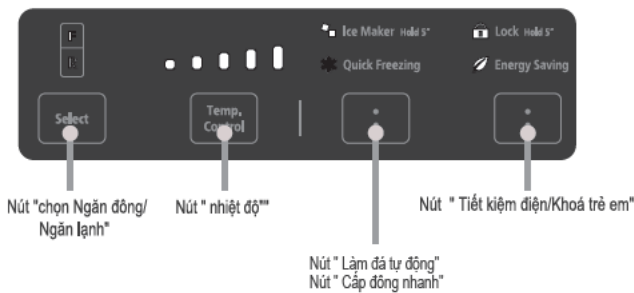 F
Ice Maker Hold 5"
Lock Hold 5"
Quick Freezing
Energy Saving
Select
Temp. Control
Nút "chọn Ngăn đông/
Ngăn lạnh"
Nút " nhiệt độ""
Nút " Tiết kiệm điện/Khoá trẻ em"
Nút " Làm đá tự động"
Nút " Cấp đông nhanh"